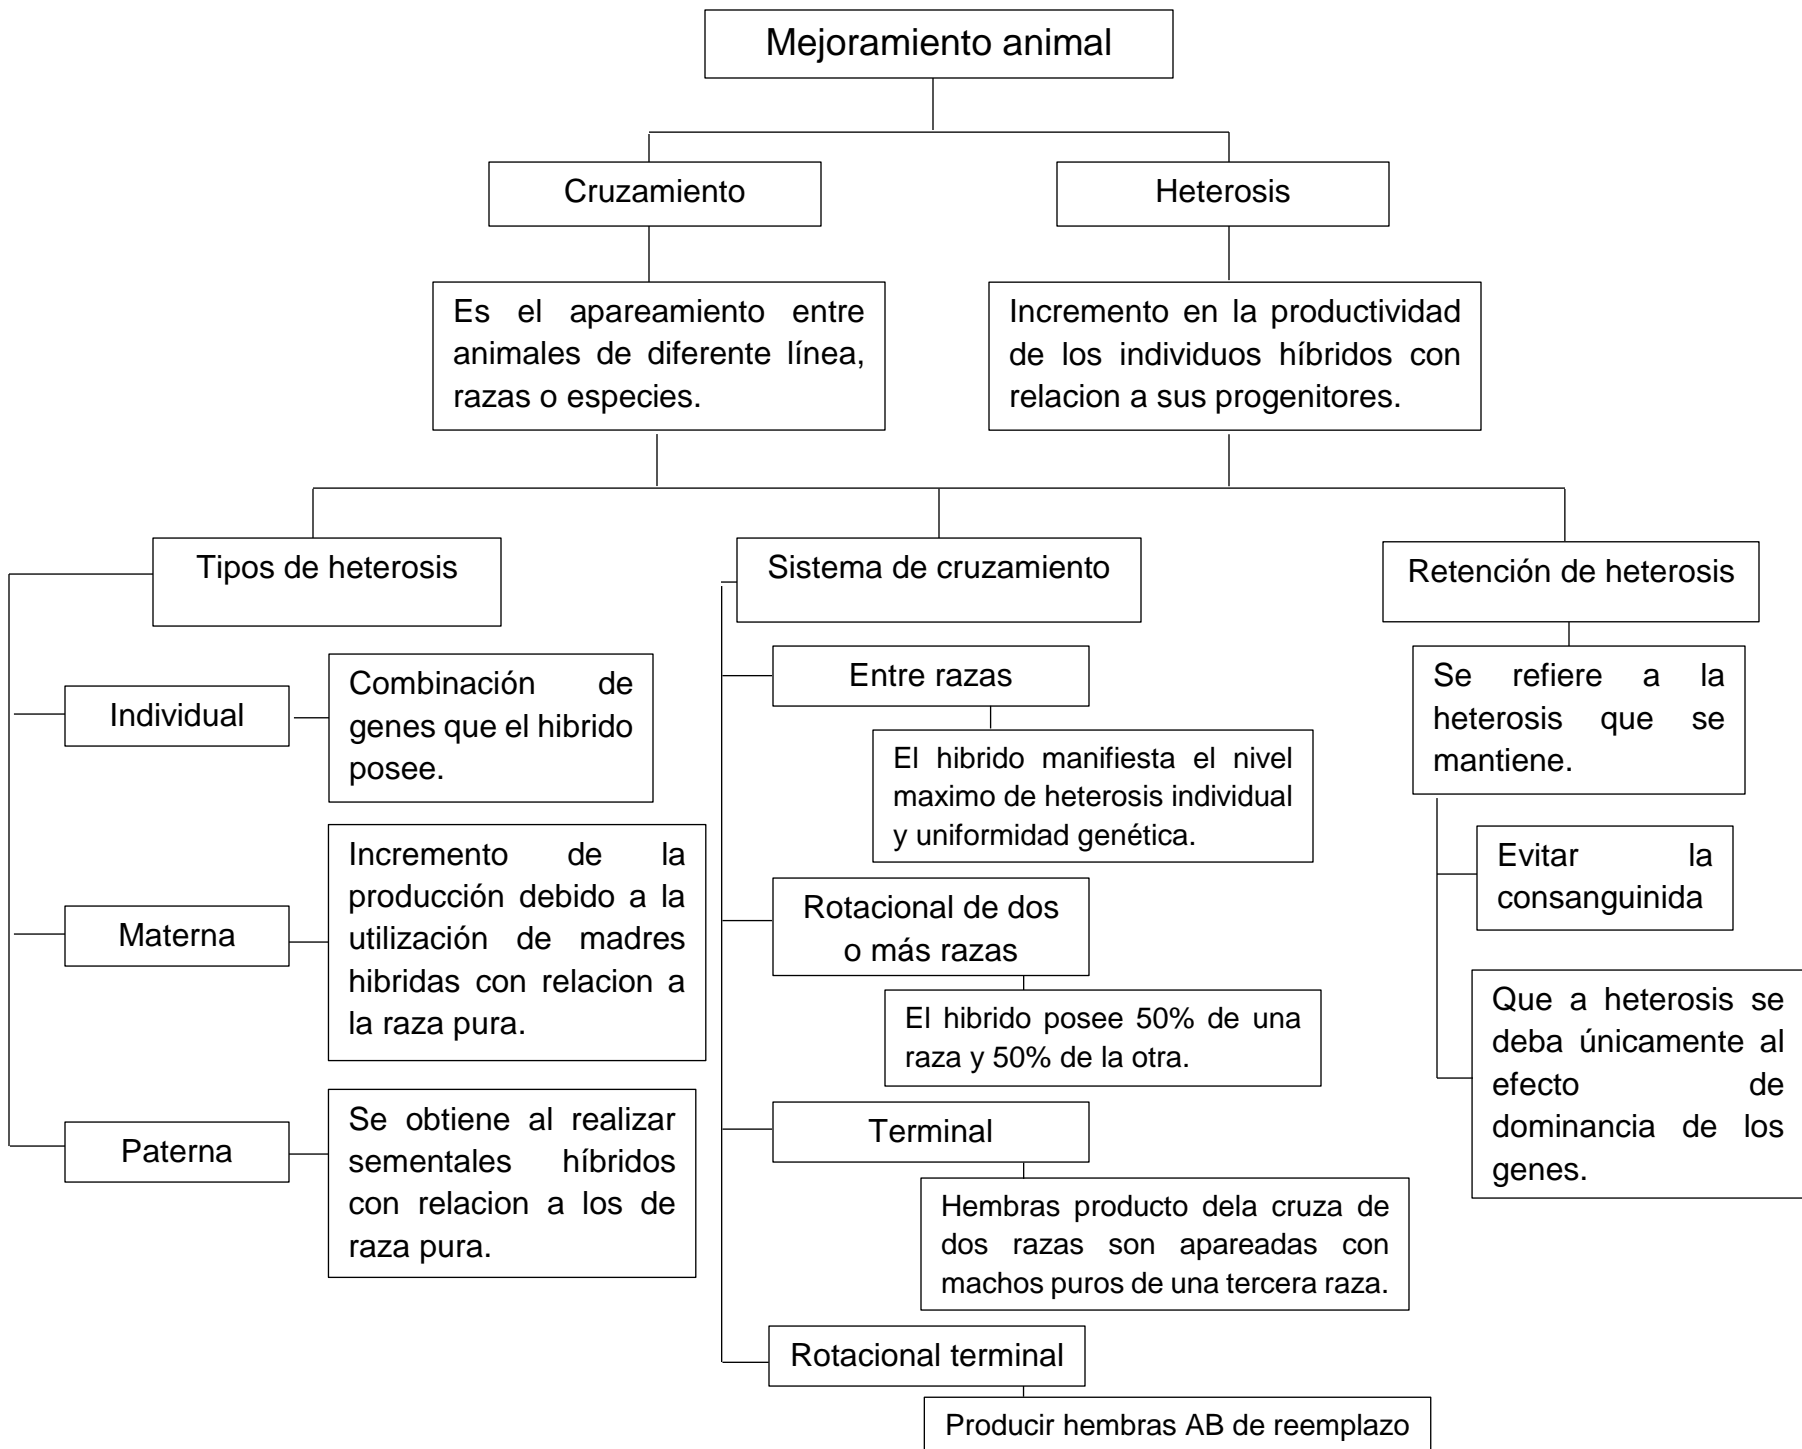 Mejoramiento animal
Cruzamiento
Heterosis
Es el apareamiento entre
animales de diferente línea,
razas o especies.
Incremento en la productividad
de los individuos híbridos con
relacion a sus progenitores.
Tipos de heterosis
Sistema de cruzamiento
Retención de heterosis
Individual
Combinación de
genes que el hibrido
posee.
Materna
Incremento de la
producción debido a la
utilización de madres
hibridas con relacion a
la raza pura.
Paterna
Se obtiene al realizar
sementales híbridos
con relacion a los de
raza pura.
Entre razas
El hibrido manifiesta el nivel
maximo de heterosis individual
y uniformidad genética.
Rotacional de dos
o más razas
El hibrido posee 50% de una
raza y 50% de la otra.
Terminal
Hembras producto dela cruza de
dos razas son apareadas con
machos puros de una tercera raza.
Rotacional terminal
Producir hembras AB de reemplazo
Se refiere a la
heterosis que se
mantiene.
Evitar la
consanguinida
Que a heterosis se
deba únicamente al
efecto de
dominancia de los
genes.